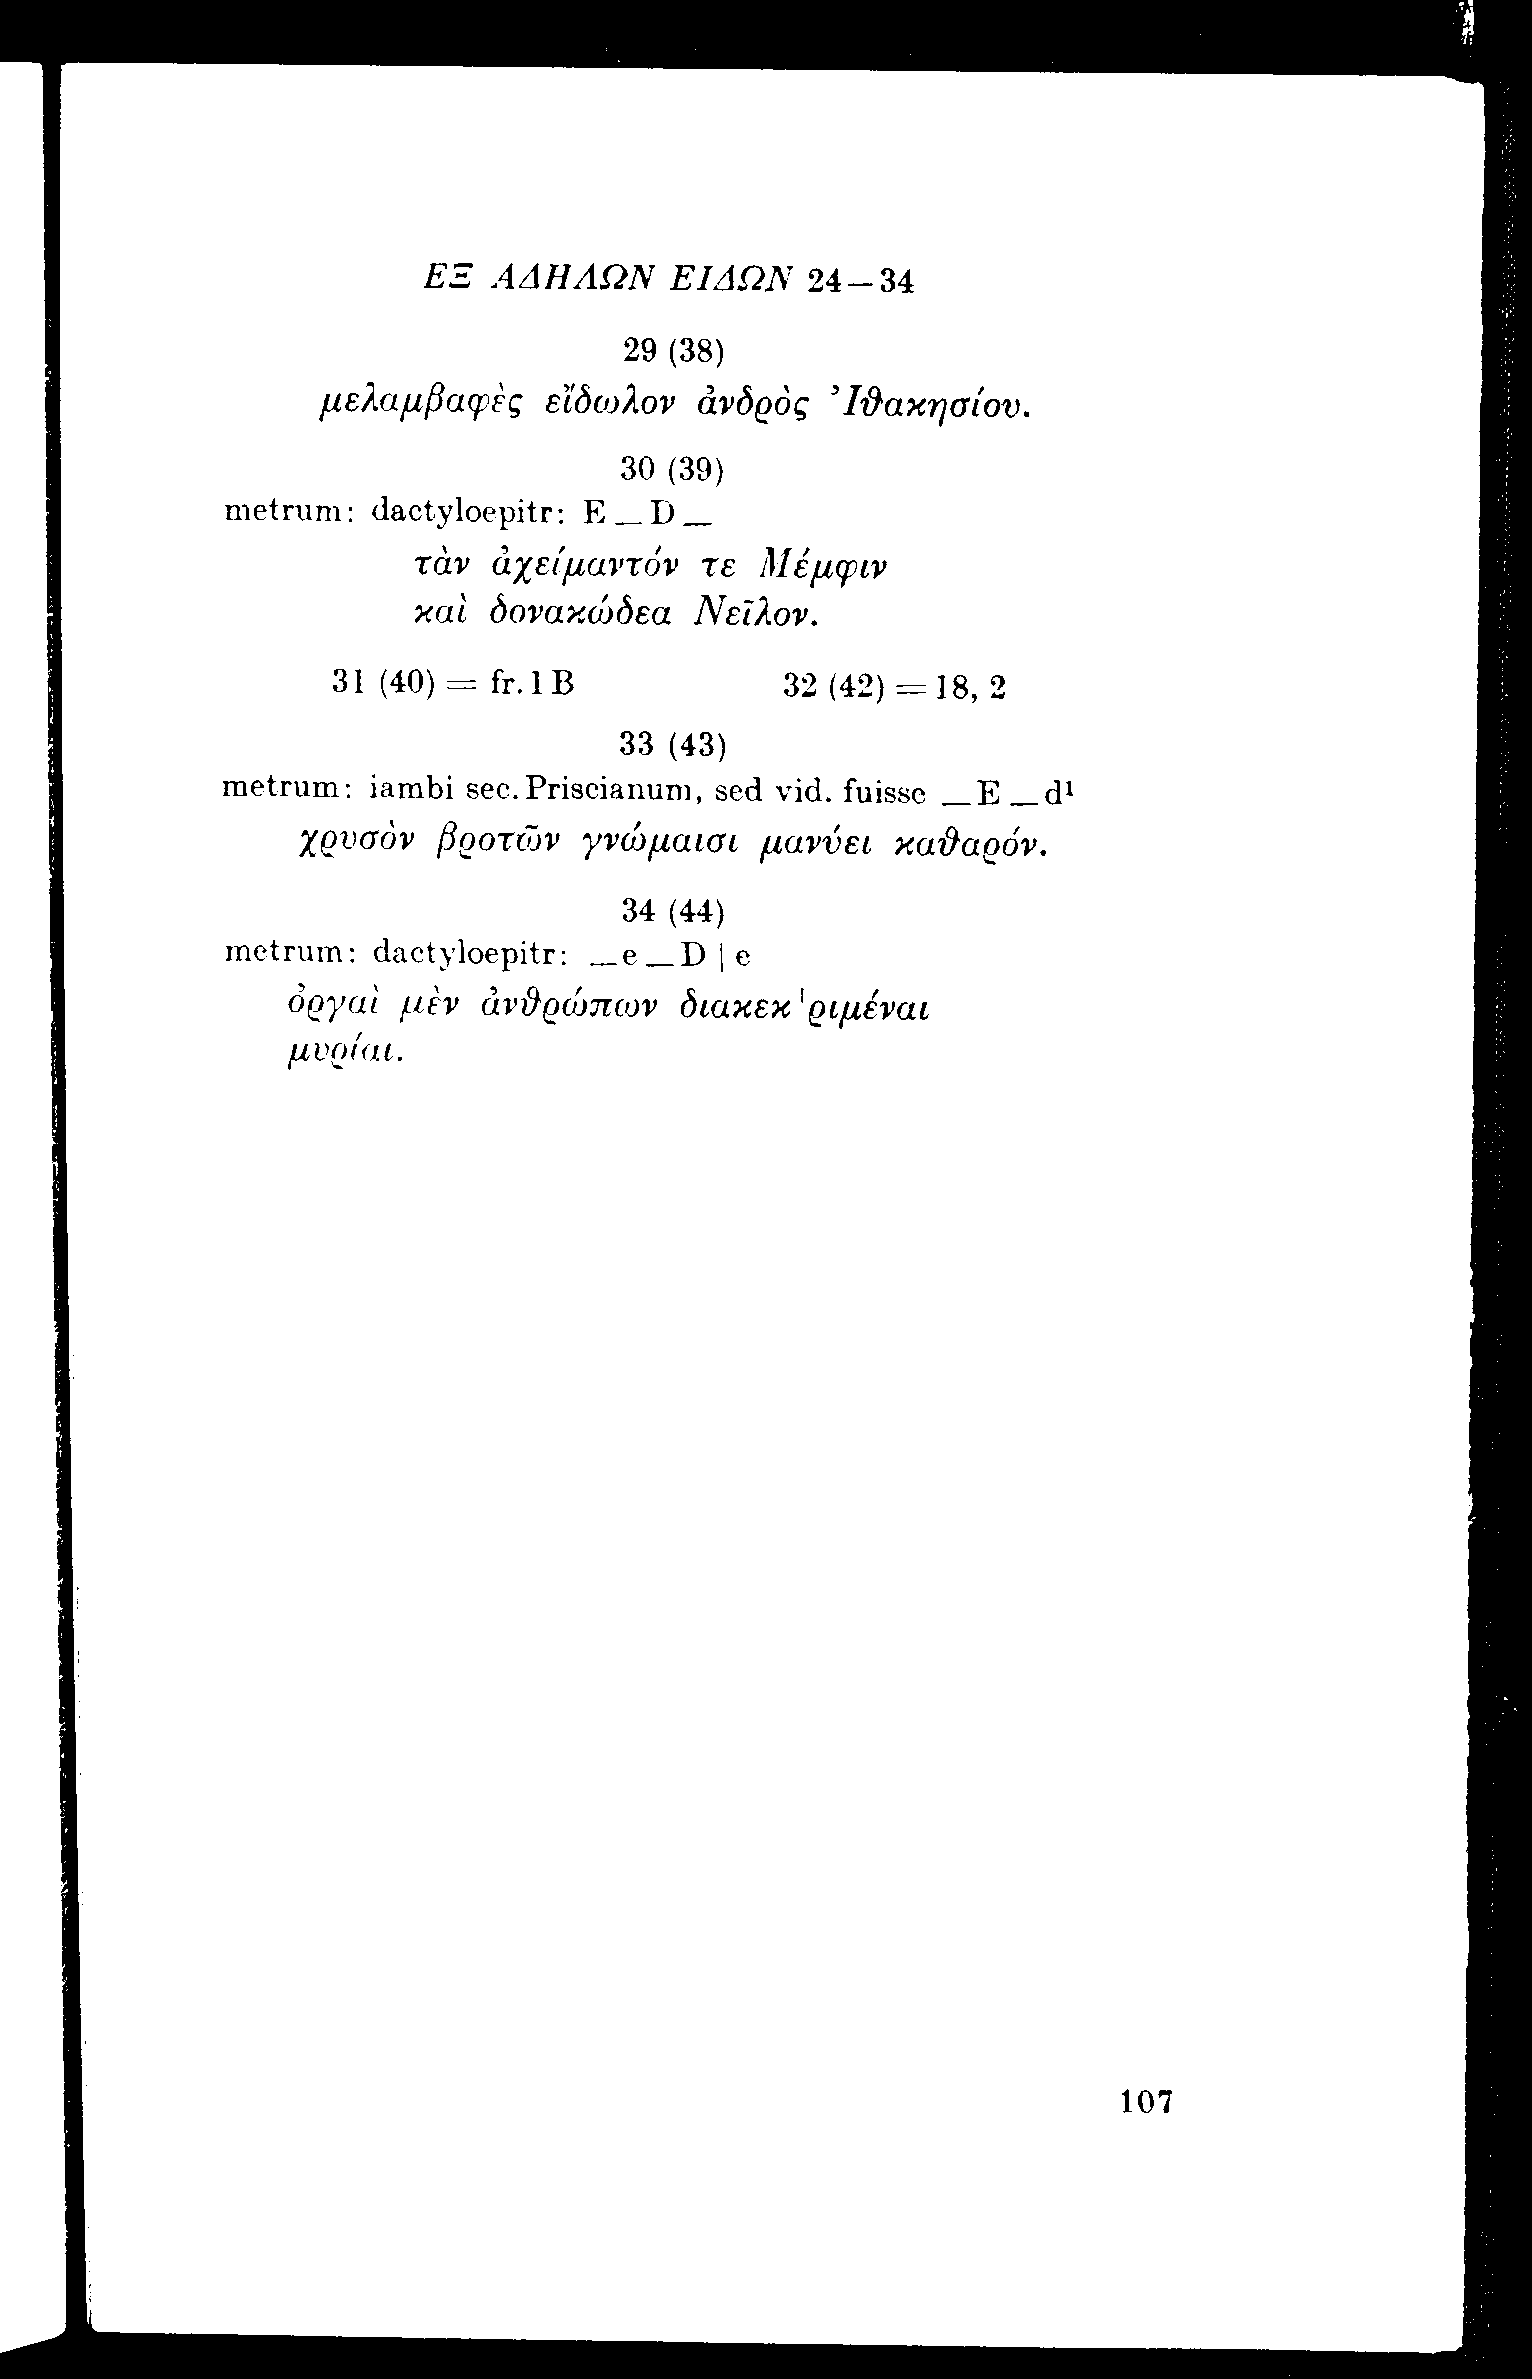 ΕΞ ΑΔΗΛΩΝ ΕΙΔΩΝ 24–34
29 (38)
μελαμβαφὲς εἴδωλον ἀνδρὸς Ἰθακησίου.
30 (39)
metrum: dactyloepitr: E _ D _
τὰν ἀχείμαντόν τε Μέμφιν
καὶ δονακώδεα Νεῖλον.
31 (40) = fr. 1 B 32 (42) = 18, 2
33 (43)
metrum: iambi sec. Priscianum, sed vid. fuisse _ E _ d¹
χρυσὸν βροτῶν γνώμαισι μανύει καθαρόν.
34 (44)
metrum: dactyloepitr: _ e _ D | e
ὀργαὶ μὲν ἀνθρώπων διακεκ'ριμέναι
μυρίαι.
107